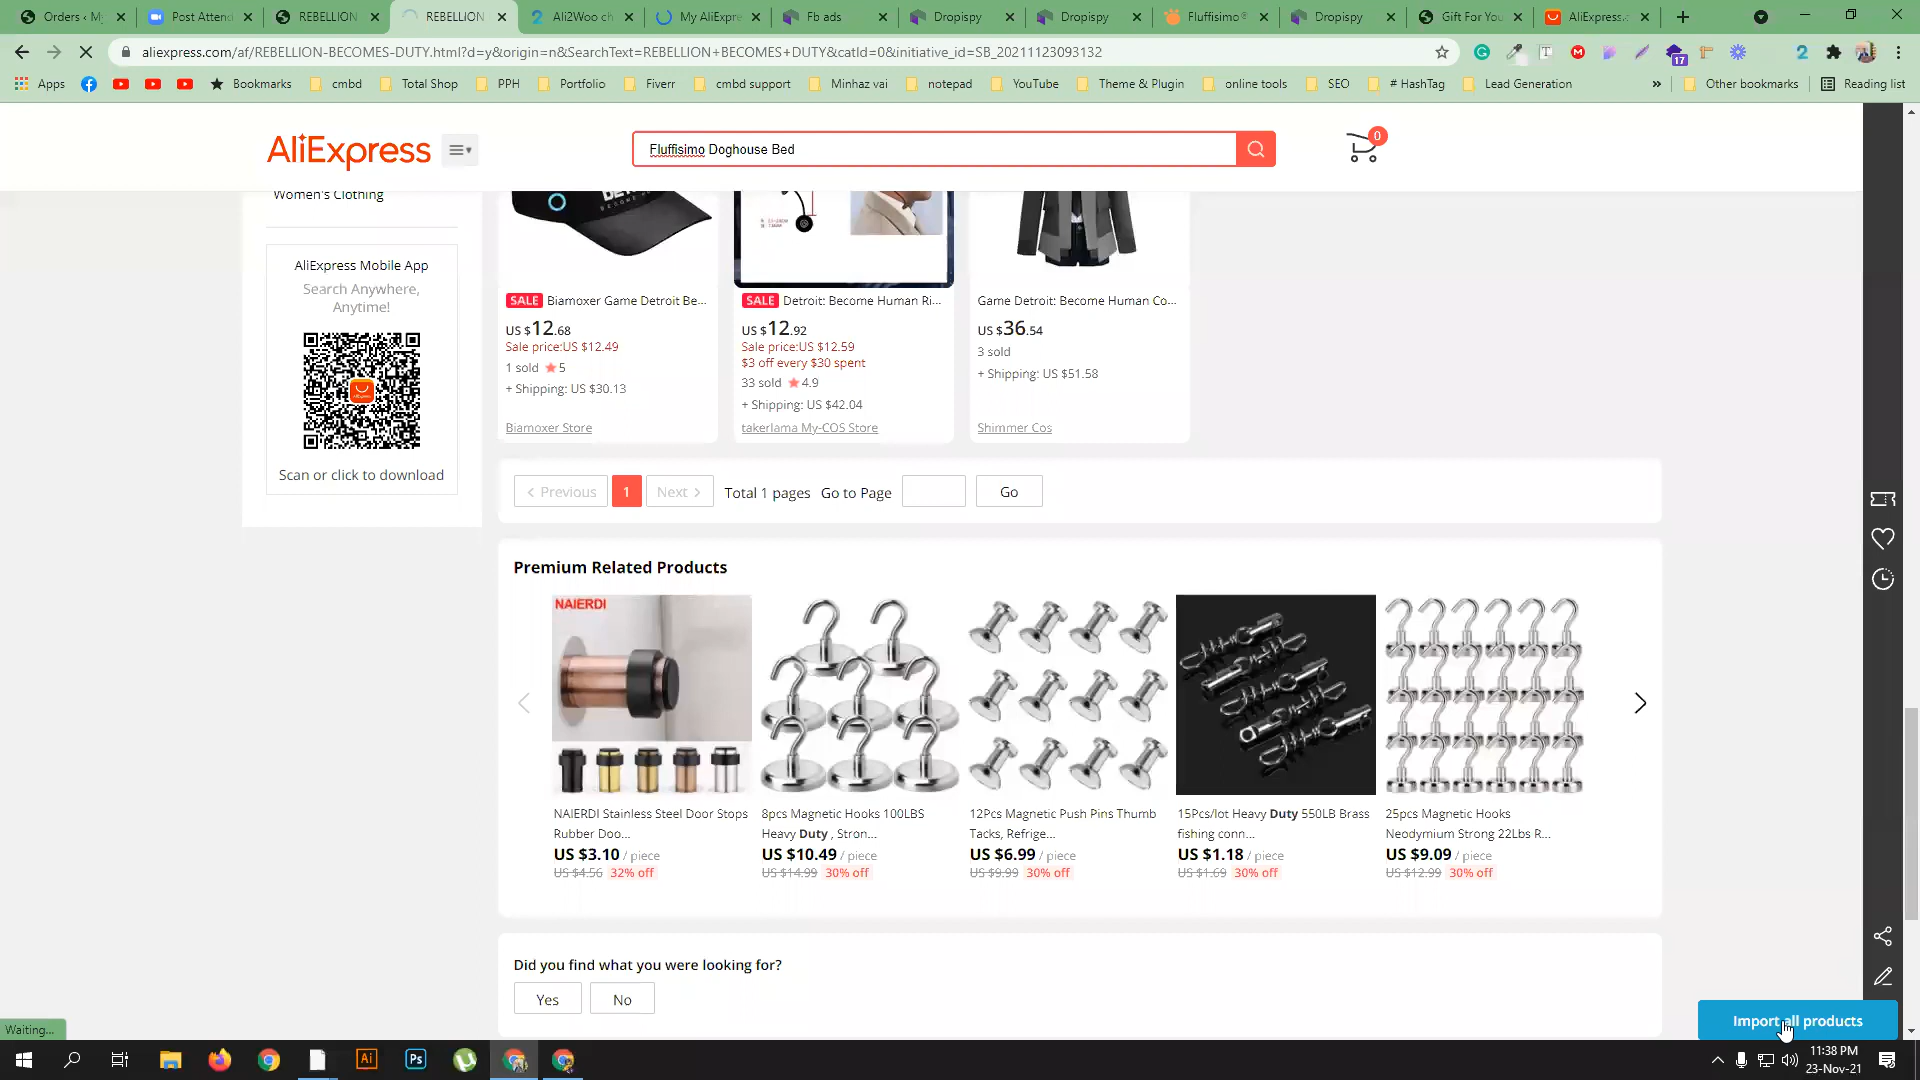 Orders ‹ M
Post Attend
REBELLION
REBELLION
Ali2Woo ch
My AliExpre
Fb ads
Dropispy
Dropispy
Fluffisimo®
Dropispy
Gift For You
AliExpress.
aliexpress.com/af/REBELLION-BECOMES-DUTY.html?d=y&origin=n&SearchText=REBELLION+BECOMES+DUTY&catId=0&initiative_id=SB_20211123093132
17
Apps
Bookmarks
cmbd
Total Shop
PPH
Portfolio
Fiverr
cmbd support
Minhaz vai
notepad
YouTube
Theme & Plugin
online tools
SEO
# HashTag
Lead Generation
Other bookmarks
Reading list
AliExpress
Fluffisimo Doghouse Bed
0
Women's Clothing
AliExpress Mobile App
Search Anywhere,
Anytime!
Scan or click to download
SALE Biamoxer Game Detroit Be...
US $12.68
Sale price:US $12.49
1 sold 5
+ Shipping: US $30.13
Biamoxer Store
SALE Detroit: Become Human Ri...
US $12.92
Sale price:US $12.59
$3 off every $30 spent
33 sold 4.9
+ Shipping: US $42.04
takerlama My-COS Store
Game Detroit: Become Human Co...
US $36.54
3 sold
+ Shipping: US $51.58
Shimmer Cos
Previous 1 Next Total 1 pages Go to Page Go
Premium Related Products
NAIERDI
NAIERDI Stainless Steel Door Stops
Rubber Doo...
US $3.10 / piece
US $4.56 32% off
8pcs Magnetic Hooks 100LBS
Heavy Duty , Stron...
US $10.49 / piece
US $14.99 30% off
12Pcs Magnetic Push Pins Thumb
Tacks, Refrige...
US $6.99 / piece
US $9.99 30% off
15Pcs/lot Heavy Duty 550LB Brass
fishing conn...
US $1.18 / piece
US $1.69 30% off
25pcs Magnetic Hooks
Neodymium Strong 22Lbs R...
US $9.09 / piece
US $12.99 30% off
Did you find what you were looking for?
Yes
No
Import all products
Waiting...
Ai
Ps
11:38 PM
23-Nov-21